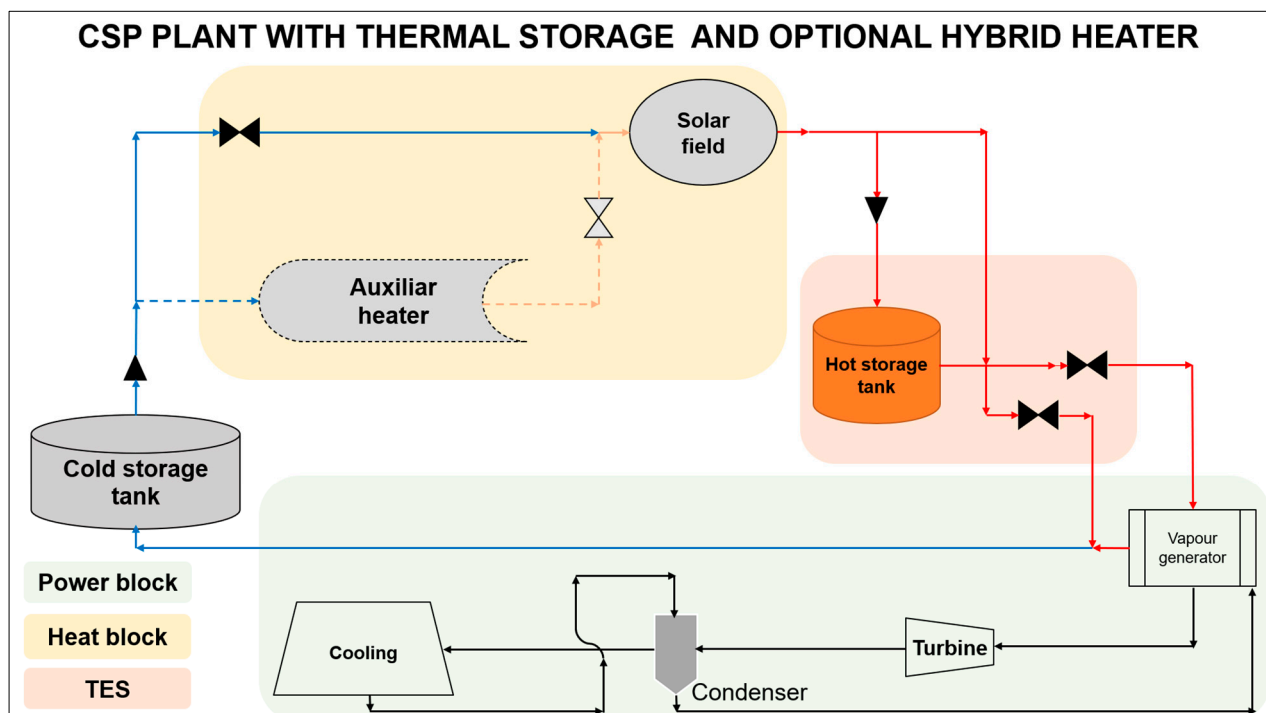 CSP PLANT WITH THERMAL STORAGE AND OPTIONAL HYBRID HEATER
Solar
field
Auxiliar
heater
Hot storage
tank
Cold storage
tank
Vapour
generator
Power block
Heat block
TES
Cooling
Turbine
Condenser